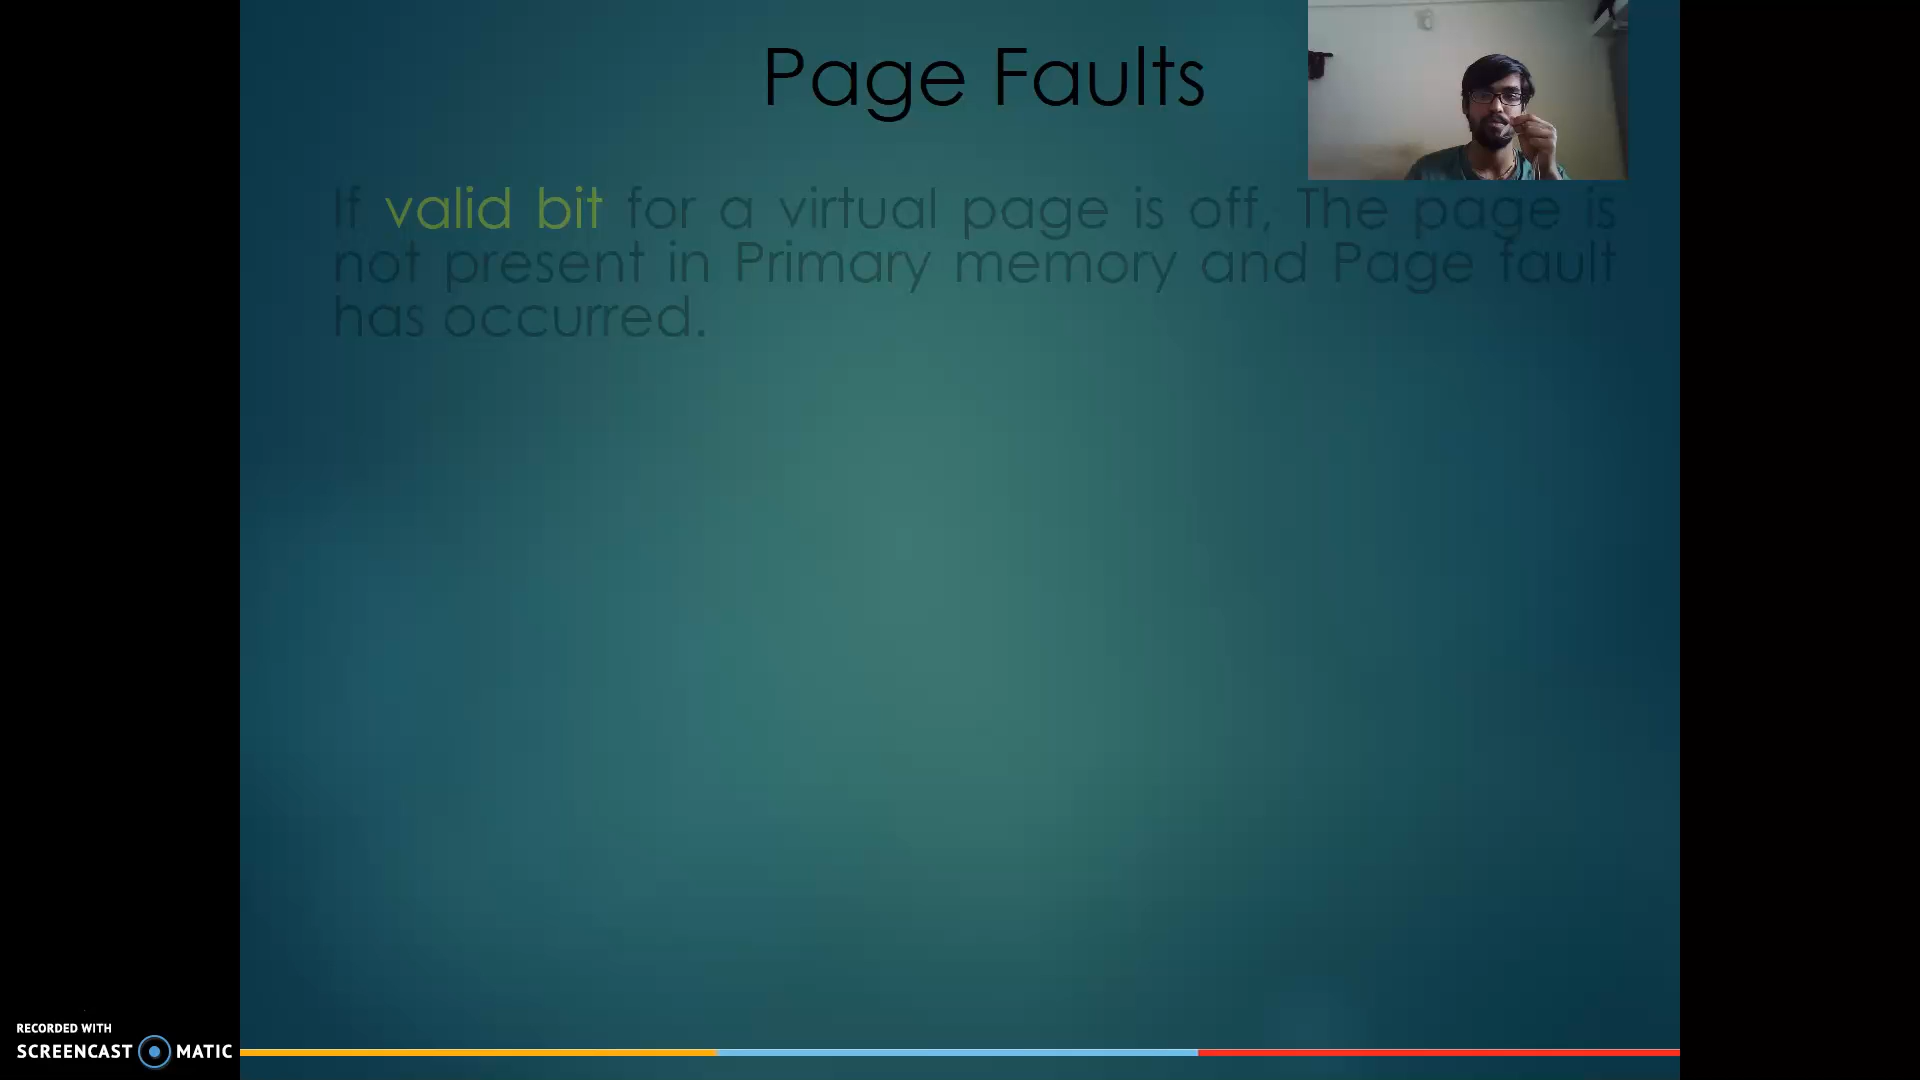 Page Faults
If valid bit for a virtual page is off, The page is
not present in Primary memory and Page fault
has occurred.
RECORDED WITH
SCREENCAST MATIC